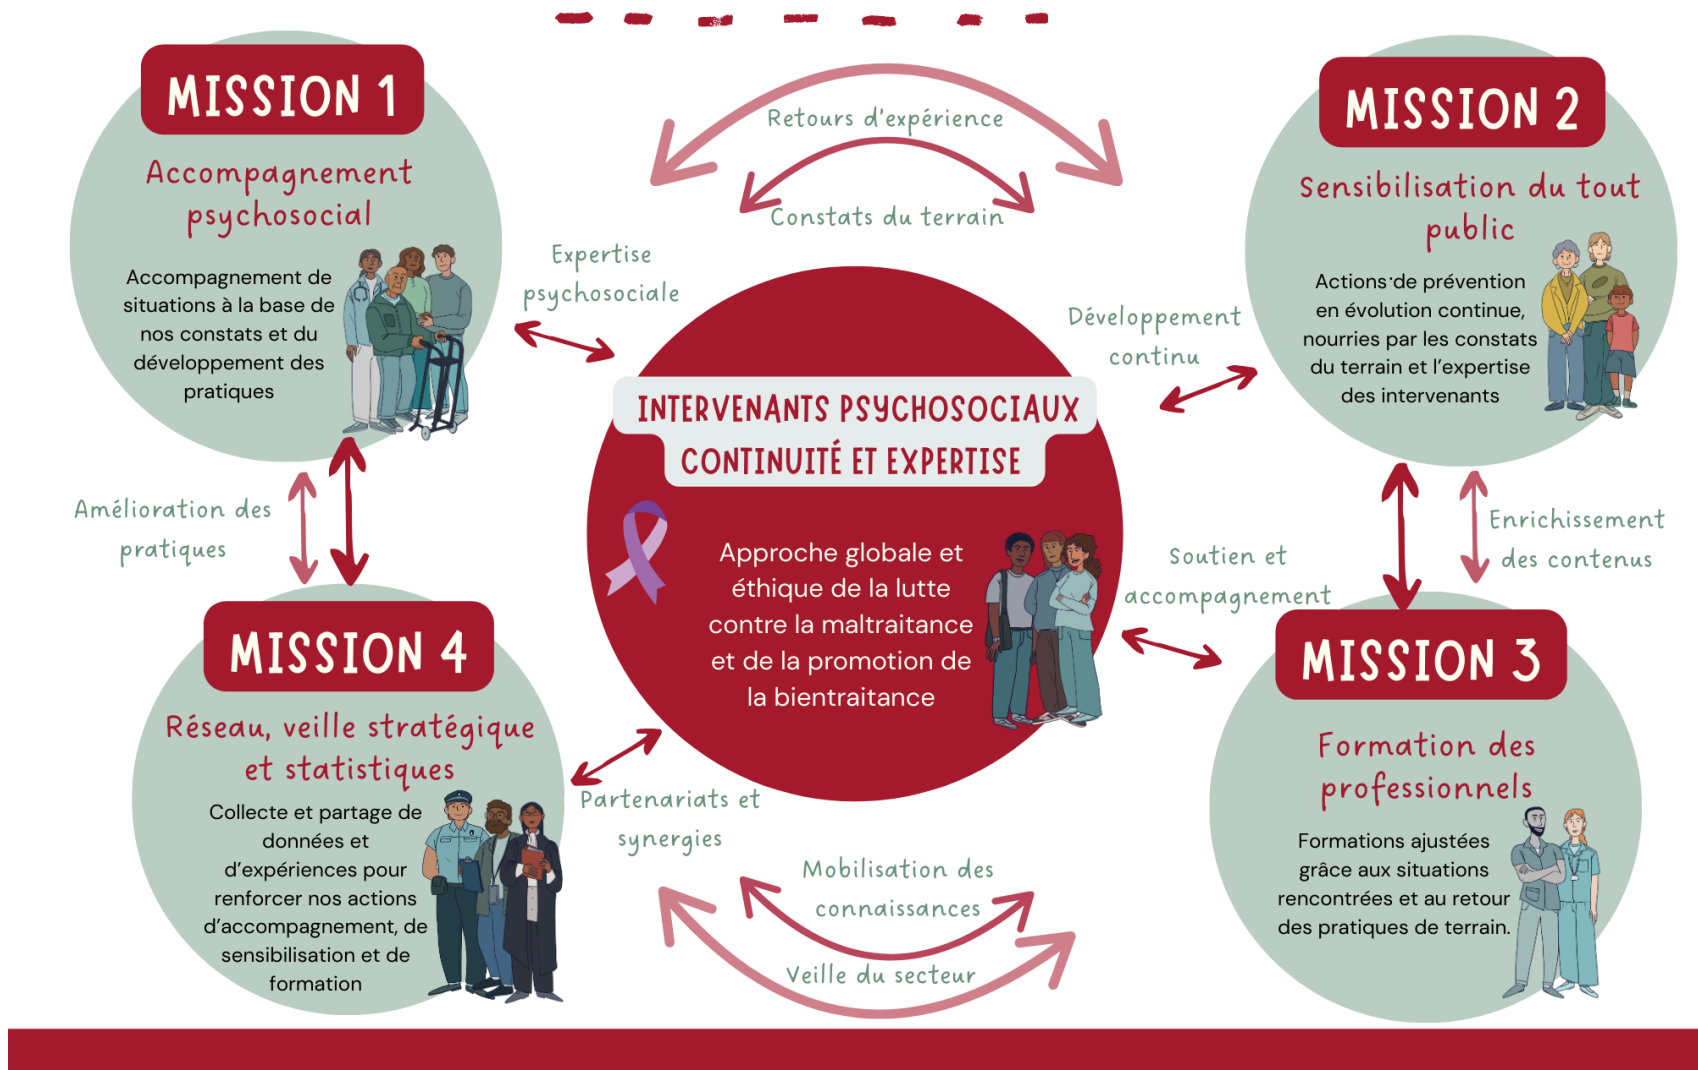 MISSION 1
Accompagnement
psychosocial
Accompagnement de
situations à la base de
nos constats et du
développement des
pratiques
Retours d'expérience
Constats du terrain
MISSION 2
Sensibilisation du tout
public
Actions de prévention
en évolution continue,
nourries par les constats
du terrain et l'expertise
des intervenants
Expertise
psychosociale
Développement
continu
INTERVENANTS PSYCHOSOCIAUX
CONTINUITÉ ET EXPERTISE
Approche globale et
éthique de la lutte
contre la maltraitance
et de la promotion de
la bientraitance
Amélioration des
pratiques
Enrichissement
des contenus
Soutien et
accompagnement
MISSION 4
Réseau, veille stratégique
et statistiques
Collecte et partage de
données et
d'expériences pour
renforcer nos actions
d'accompagnement, de
sensibilisation et de
formation
Partenariats et
synergies
Mobilisation des
connaissances
Veille du secteur
MISSION 3
Formation des
professionnels
Formations ajustées
grâce aux situations
rencontrées et au retour
des pratiques de terrain.